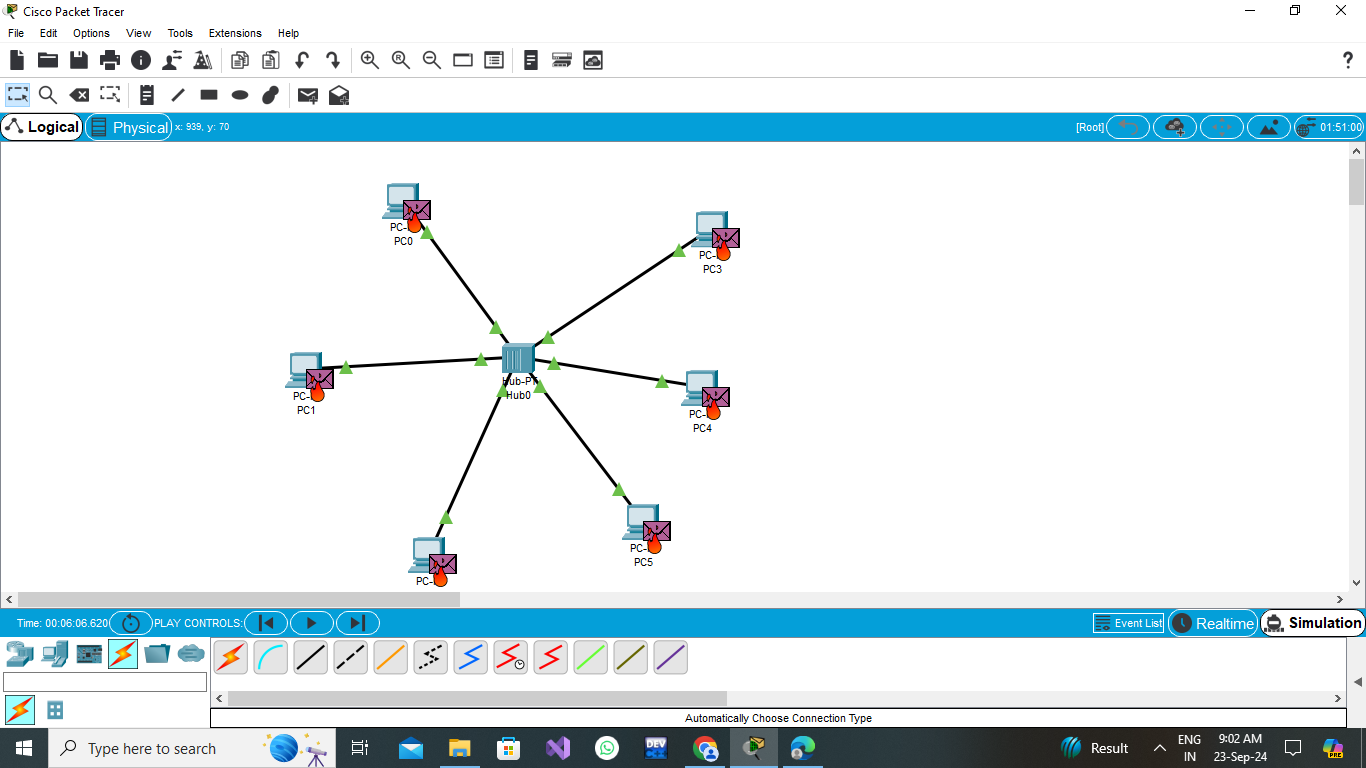 Cisco Packet Tracer
File Edit Options View Tools Extensions Help
Logical Physical x: 939, y: 70 [Root] 01:51:00
PC-
PC0
PC-
PC3
PC-
PC1
Hub-PT
Hub0
PC-
PC4
PC-
PC5
PC-
Time: 00:06:06.620 PLAY CONTROLS: Event List Realtime Simulation
Automatically Choose Connection Type
Type here to search DEV Result ENG 9:02 AM
IN 23-Sep-24 PRE